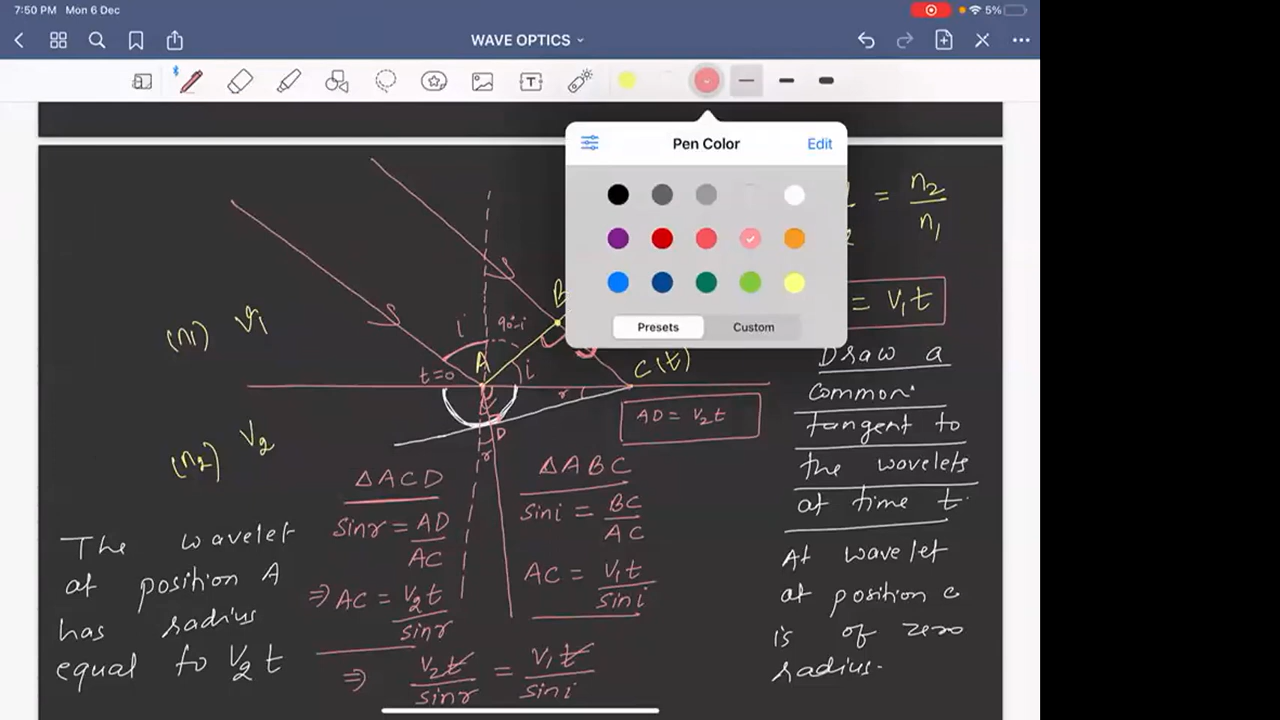 7:50 PM Mon 6 Dec
5%
WAVE OPTICS
Pen Color
Edit
Presets
Custom
= n2/n1
2
= V1t
(n1) V1
i
90-i
B
A
t=0
i
r
C(t)
AD = V2t
(n2) V2
D
r
Draw a
common
tangent to
the wavelets
at time t.
At wavelet
at position c
is of zero
radius.
The wavelet
at position A
has radius
equal to V2 t
ΔACD
sinr = AD/AC
⇒ AC = V2t/sinr
ΔABC
sini = BC/AC
AC = V1t/sini
⇒ V2t/sinr = V1t/sini